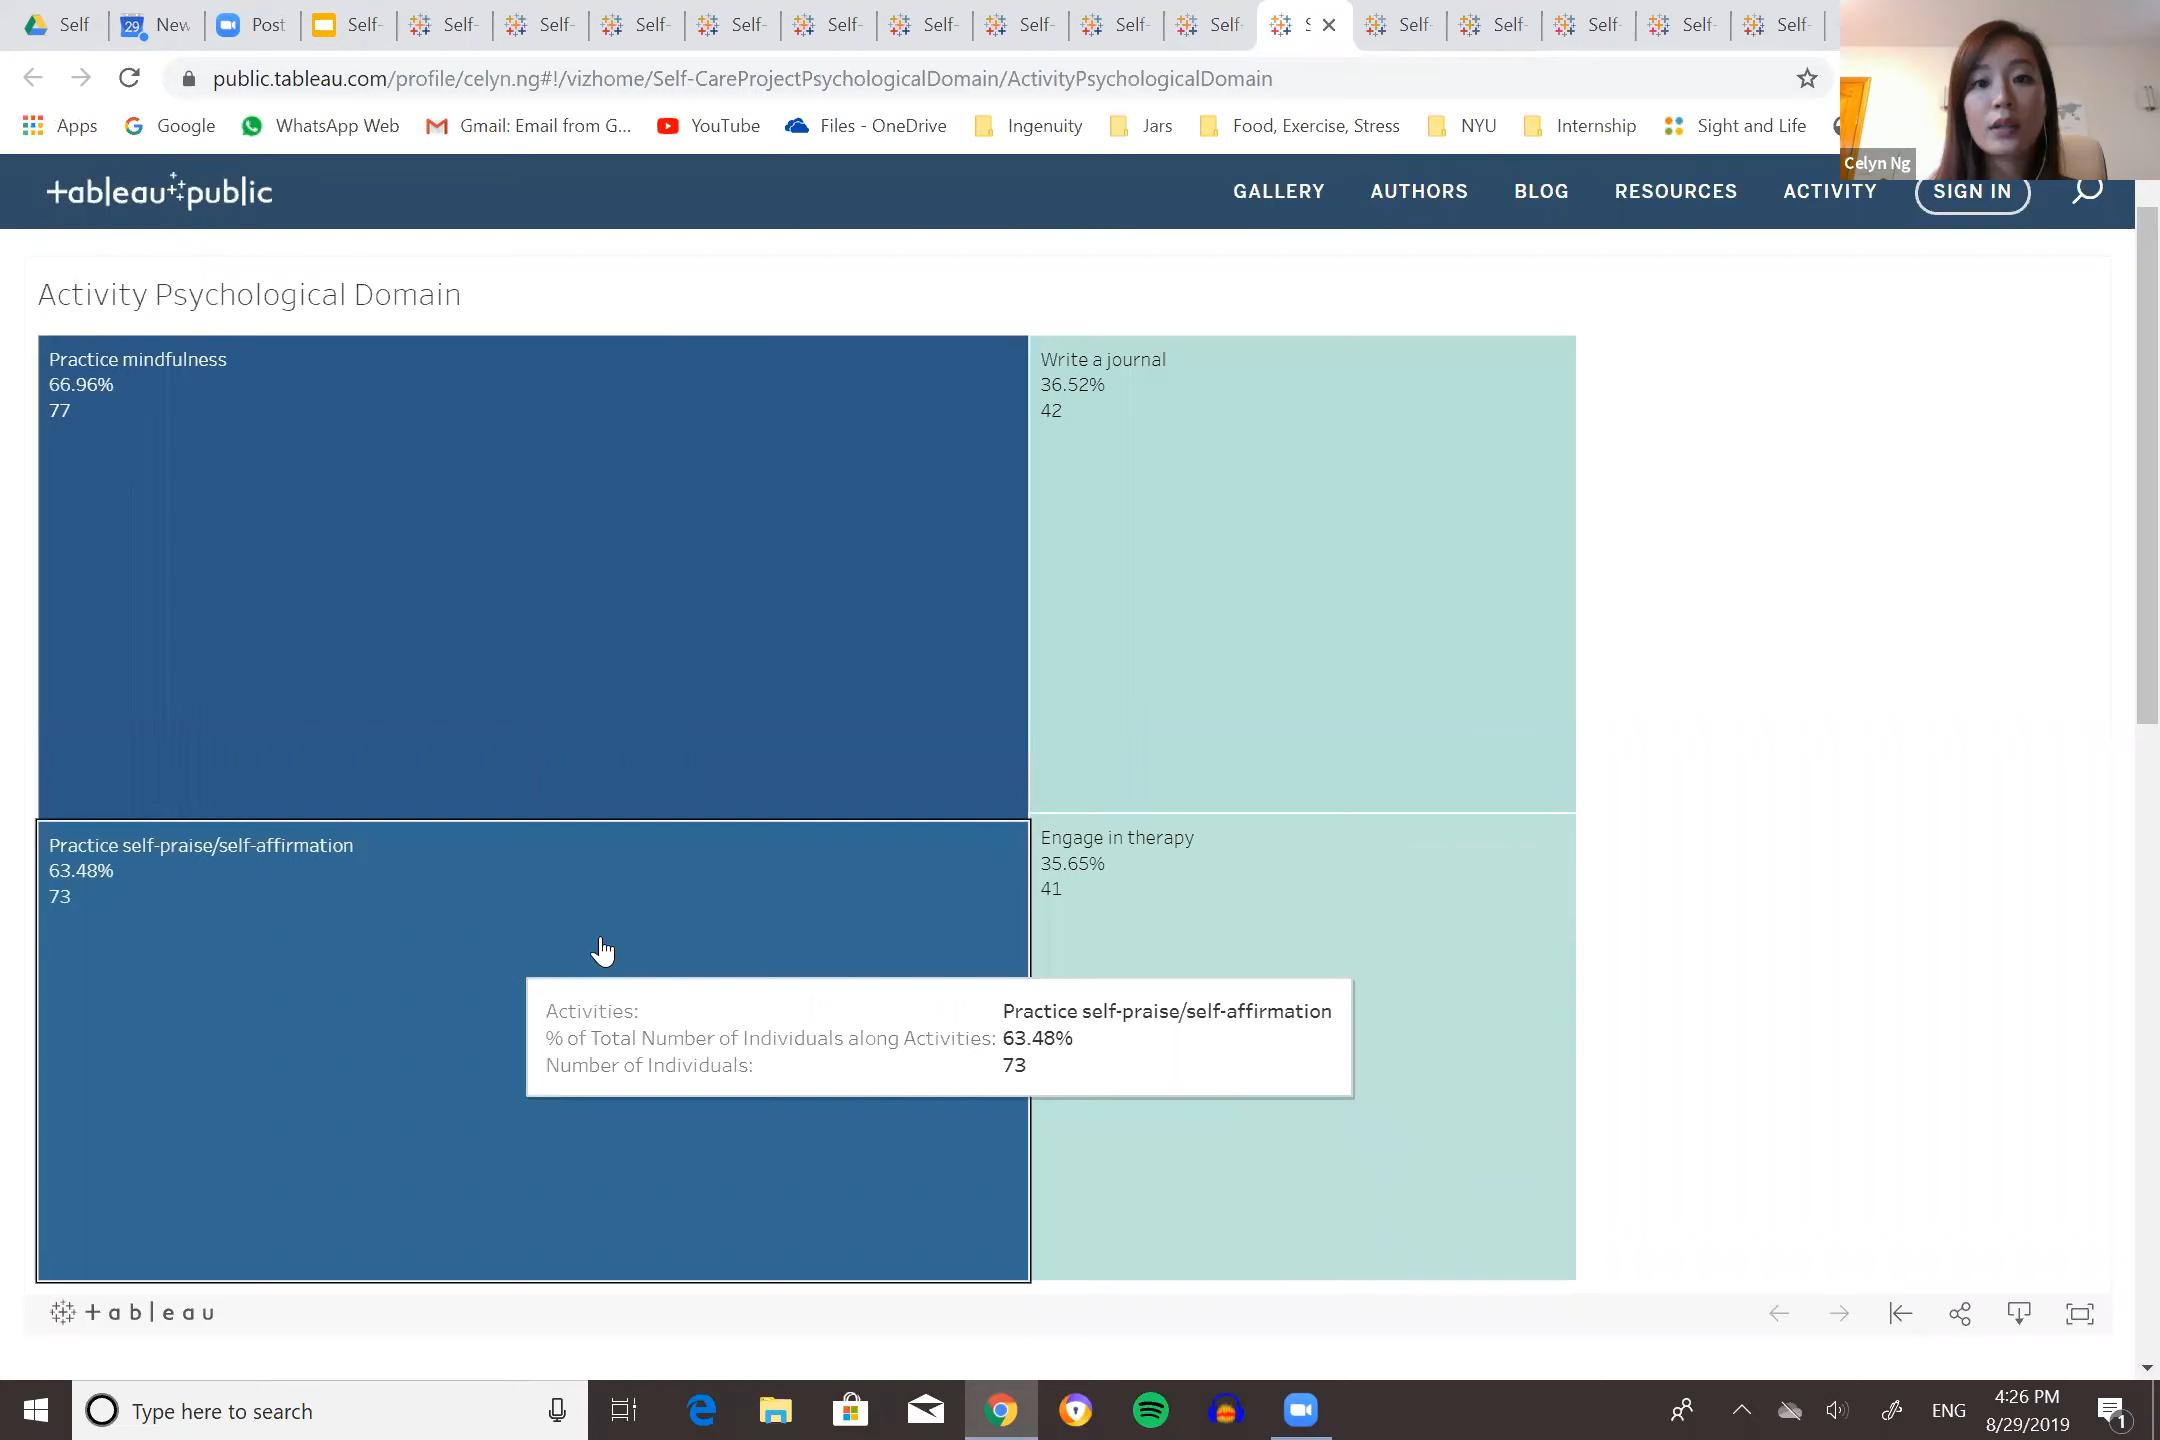 Self
29
New
Post
Self-
Self-
Self-
Self-
Self-
Self-
Self-
Self-
Self-
Self-
S
Self-
Self-
Self-
Self-
Self-
public.tableau.com/profile/celyn.ng#!/vizhome/Self-CareProjectPsychologicalDomain/ActivityPsychologicalDomain
Apps
Google
WhatsApp Web
Gmail: Email from G...
YouTube
Files - OneDrive
Ingenuity
Jars
Food, Exercise, Stress
NYU
Internship
Sight and Life
Celyn Ng
+ableau public
GALLERY
AUTHORS
BLOG
RESOURCES
ACTIVITY
SIGN IN
Activity Psychological Domain
Practice mindfulness
66.96%
77
Write a journal
36.52%
42
Practice self-praise/self-affirmation
63.48%
73
Engage in therapy
35.65%
41
Activities: Practice self-praise/self-affirmation
% of Total Number of Individuals along Activities: 63.48%
Number of Individuals: 73
+ableau
Type here to search
ENG
4:26 PM
8/29/2019
1